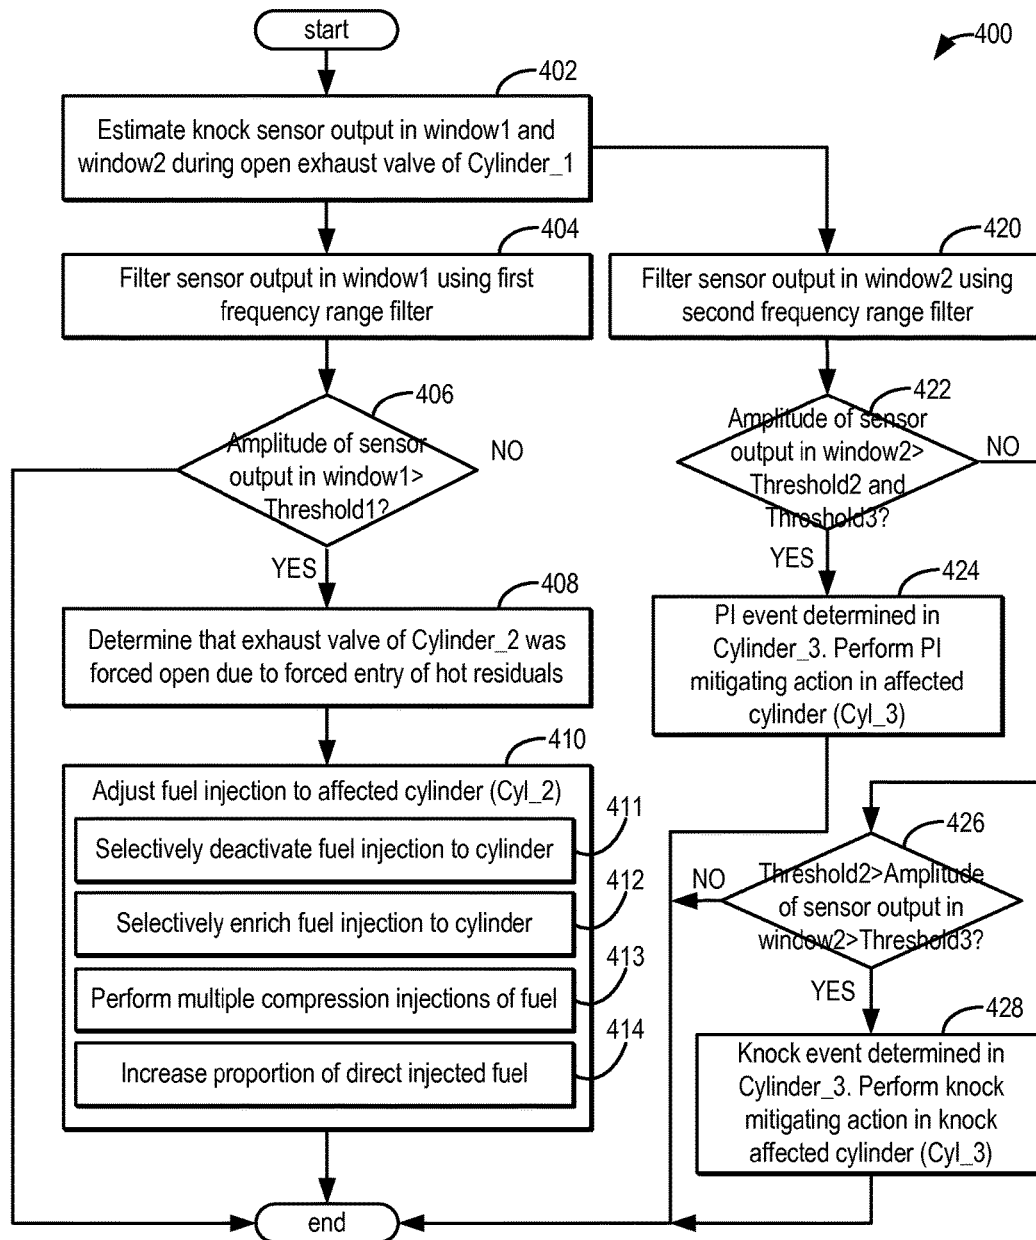 start
400
402
Estimate knock sensor output in window1 and
window2 during open exhaust valve of Cylinder_1
404
Filter sensor output in window1 using first
frequency range filter
406
Amplitude of sensor
output in window1>
Threshold1?
NO
YES
408
Determine that exhaust valve of Cylinder_2 was
forced open due to forced entry of hot residuals
410
Adjust fuel injection to affected cylinder (Cyl_2)
411
Selectively deactivate fuel injection to cylinder
412
Selectively enrich fuel injection to cylinder
413
Perform multiple compression injections of fuel
414
Increase proportion of direct injected fuel
420
Filter sensor output in window2 using
second frequency range filter
422
Amplitude of sensor
output in window2>
Threshold2 and
Threshold3?
NO
YES
424
PI event determined in
Cylinder_3. Perform PI
mitigating action in affected
cylinder (Cyl_3)
426
Threshold2>Amplitude
of sensor output in
window2>Threshold3?
NO
YES
428
Knock event determined in
Cylinder_3. Perform knock
mitigating action in knock
affected cylinder (Cyl_3)
end